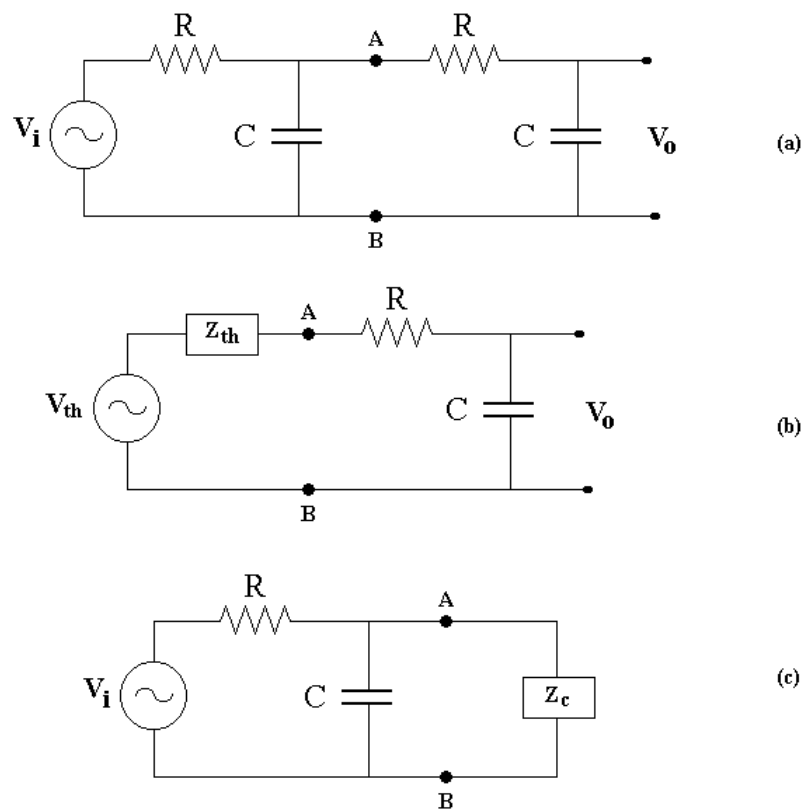 R A R
V_i C C V_o (a)
B
A R
Z_th
V_th C V_o (b)
B
R A
V_i C Z_c (c)
B